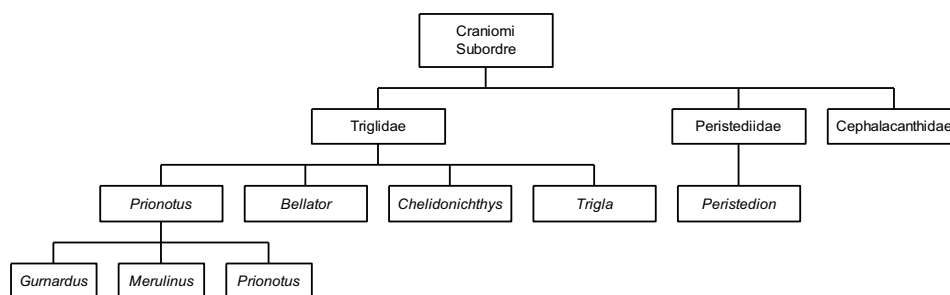 Craniomi
Subordre
Triglidae
Peristediidae
Cephalacanthidae
Prionotus
Bellator
Chelidonichthys
Trigla
Peristedion
Gurnardus
Merulinus
Prionotus